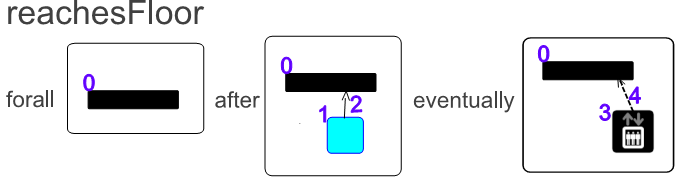 reachesFloor
0 0 0
forall after 1 2 eventually 3 4